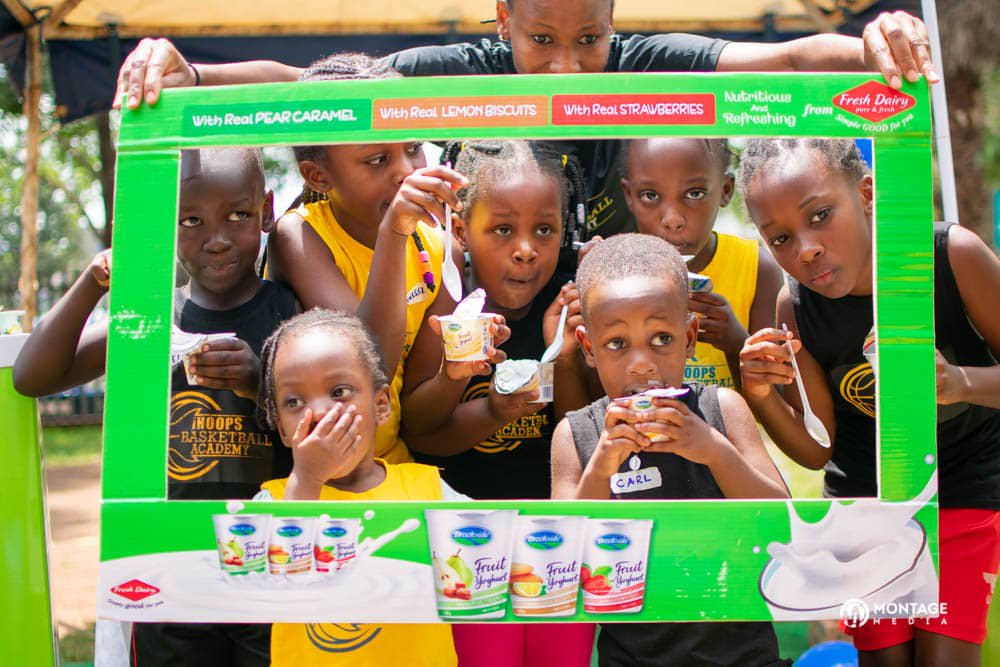 With Real PEAR CARAMEL
With Real LEMON BISCUITS
With Real STRAWBERRIES
Nutritious
And
Refreshing
from
Fresh Dairy
pure & fresh
Simple GOOD for you
HOOPS
BASKETBALL
ACADEMY
CARL
Brookside
Fruit
Yoghurt
Brookside
Fruit
Yoghurt
Brookside
Fruit
Yoghurt
Fresh Dairy
Simple good for you
MONTAGE
MEDIA